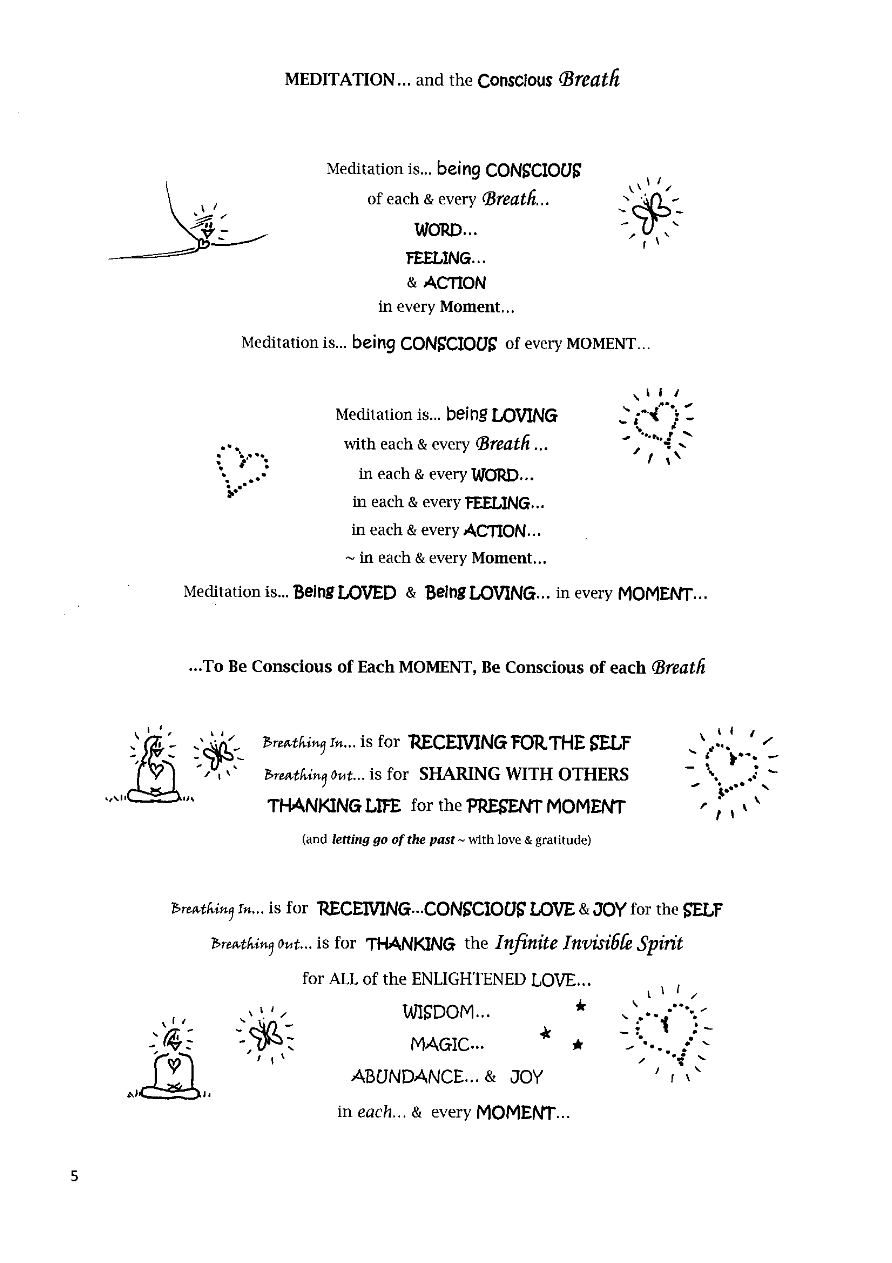 MEDITATION... and the Conscious Breath
Meditation is... being CONSCIOUS
of each & every Breath...
WORD...
FEELING...
& ACTION
in every Moment...
Meditation is... being CONSCIOUS of every MOMENT...
Meditation is... being LOVING
with each & every Breath ...
in each & every WORD...
in each & every FEELING...
in each & every ACTION...
~ in each & every Moment...
Meditation is... Being LOVED & Being LOVING... in every MOMENT...
...To Be Conscious of Each MOMENT, Be Conscious of each Breath
Breathing In... is for RECEIVING FOR THE SELF
Breathing Out... is for SHARING WITH OTHERS
THANKING LIFE for the PRESENT MOMENT
(and letting go of the past ~ with love & gratitude)
Breathing In... is for RECEIVING...CONSCIOUS LOVE & JOY for the SELF
Breathing Out... is for THANKING the Infinite Invisible Spirit
for ALL of the ENLIGHTENED LOVE...
WISDOM...
MAGIC...
ABUNDANCE... & JOY
in each... & every MOMENT...
5